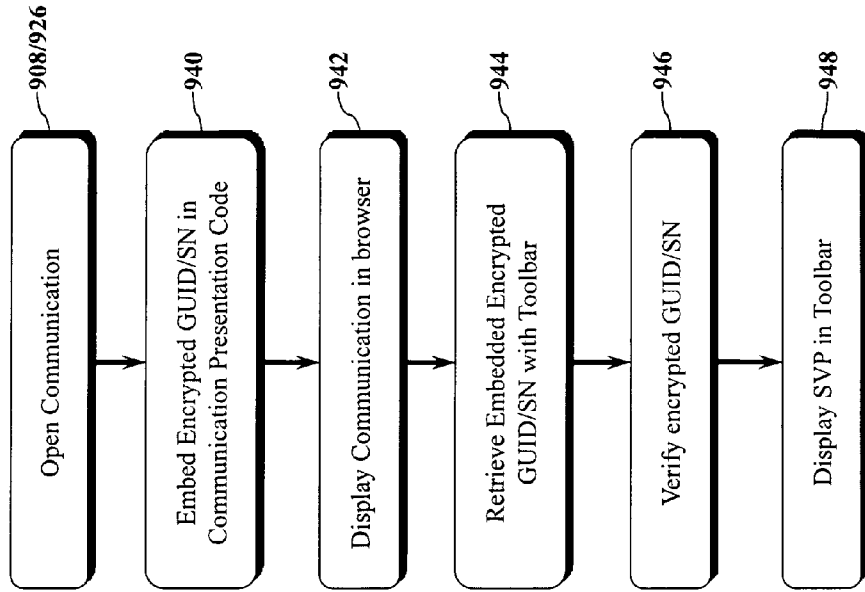 908/926
Open Communication
940
Embed Encrypted GUID/SN in
Communication Presentation Code
942
Display Communication in browser
944
Retrieve Embedded Encrypted
GUID/SN with Toolbar
946
Verify encrypted GUID/SN
948
Display SVP in Toolbar